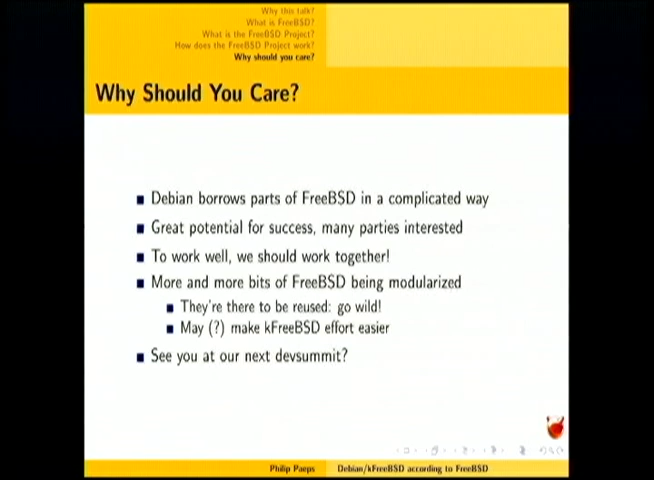 Why this talk?
What is FreeBSD?
What is the FreeBSD Project?
How does the FreeBSD Project work?
Why should you care?
Why Should You Care?
Debian borrows parts of FreeBSD in a complicated way
Great potential for success, many parties interested
To work well, we should work together!
More and more bits of FreeBSD being modularized
They're there to be reused: go wild!
May (?) make kFreeBSD effort easier
See you at our next devsummit?
Philip Paeps Debian/kFreeBSD according to FreeBSD